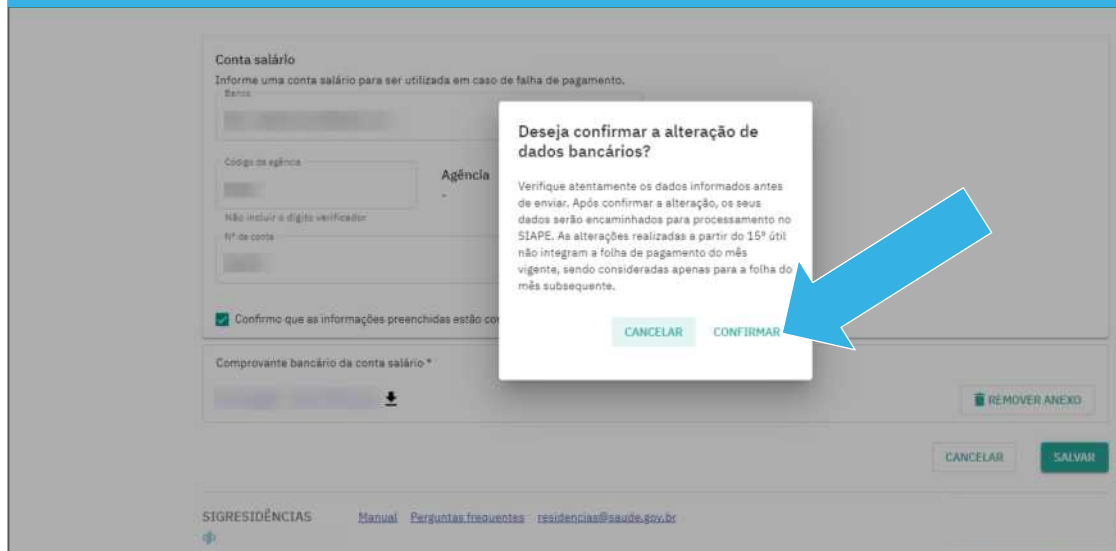 Conta salário
Informe uma conta salário para ser utilizada em caso de falha de pagamento.
Banco
Código da agência
Agência
-
Não incluir o dígito verificador
Nº da conta
Confirmo que as informações preenchidas estão
Deseja confirmar a alteração de
dados bancários?
Verifique atentamente os dados informados antes
de enviar. Após confirmar a alteração, os seus
dados serão encaminhados para processamento no
SIAPE. As alterações realizadas a partir do 15º útil
não integram a folha de pagamento do mês
vigente, sendo consideradas apenas para a folha do
mês subsequente.
CANCELAR CONFIRMAR
Comprovante bancário da conta salário *
REMOVER ANEXO
CANCELAR SALVAR
SIGRESIDÊNCIAS Manual Perguntas frequentes residencias@saude.gov.br